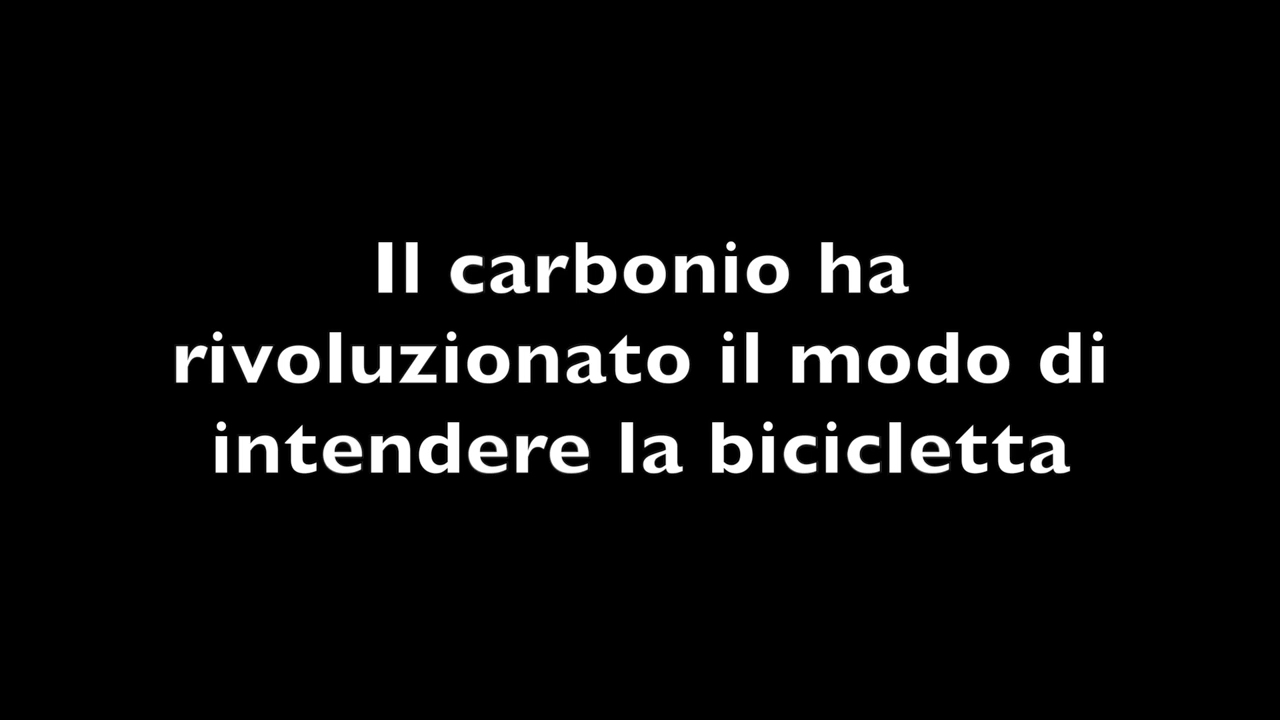 Il carbonio ha
rivoluzionato il modo di
intendere la bicicletta